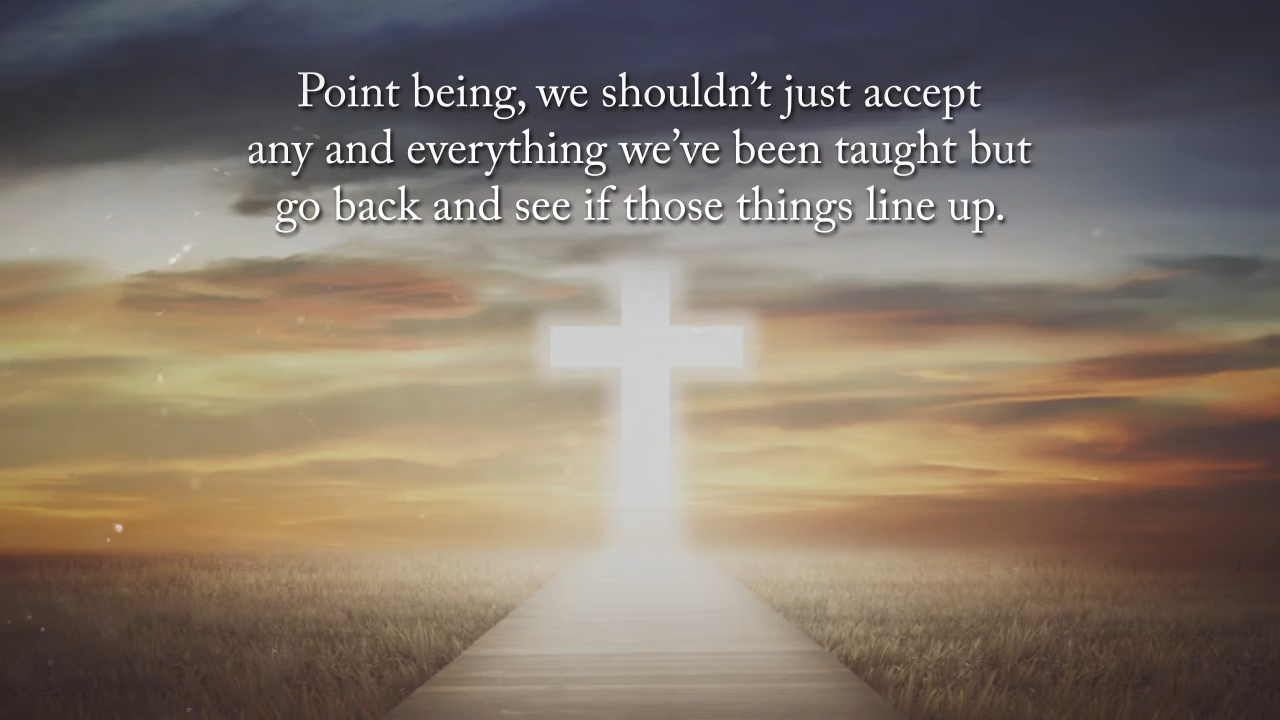 Point being, we shouldn’t just accept
any and everything we’ve been taught but
go back and see if those things line up.